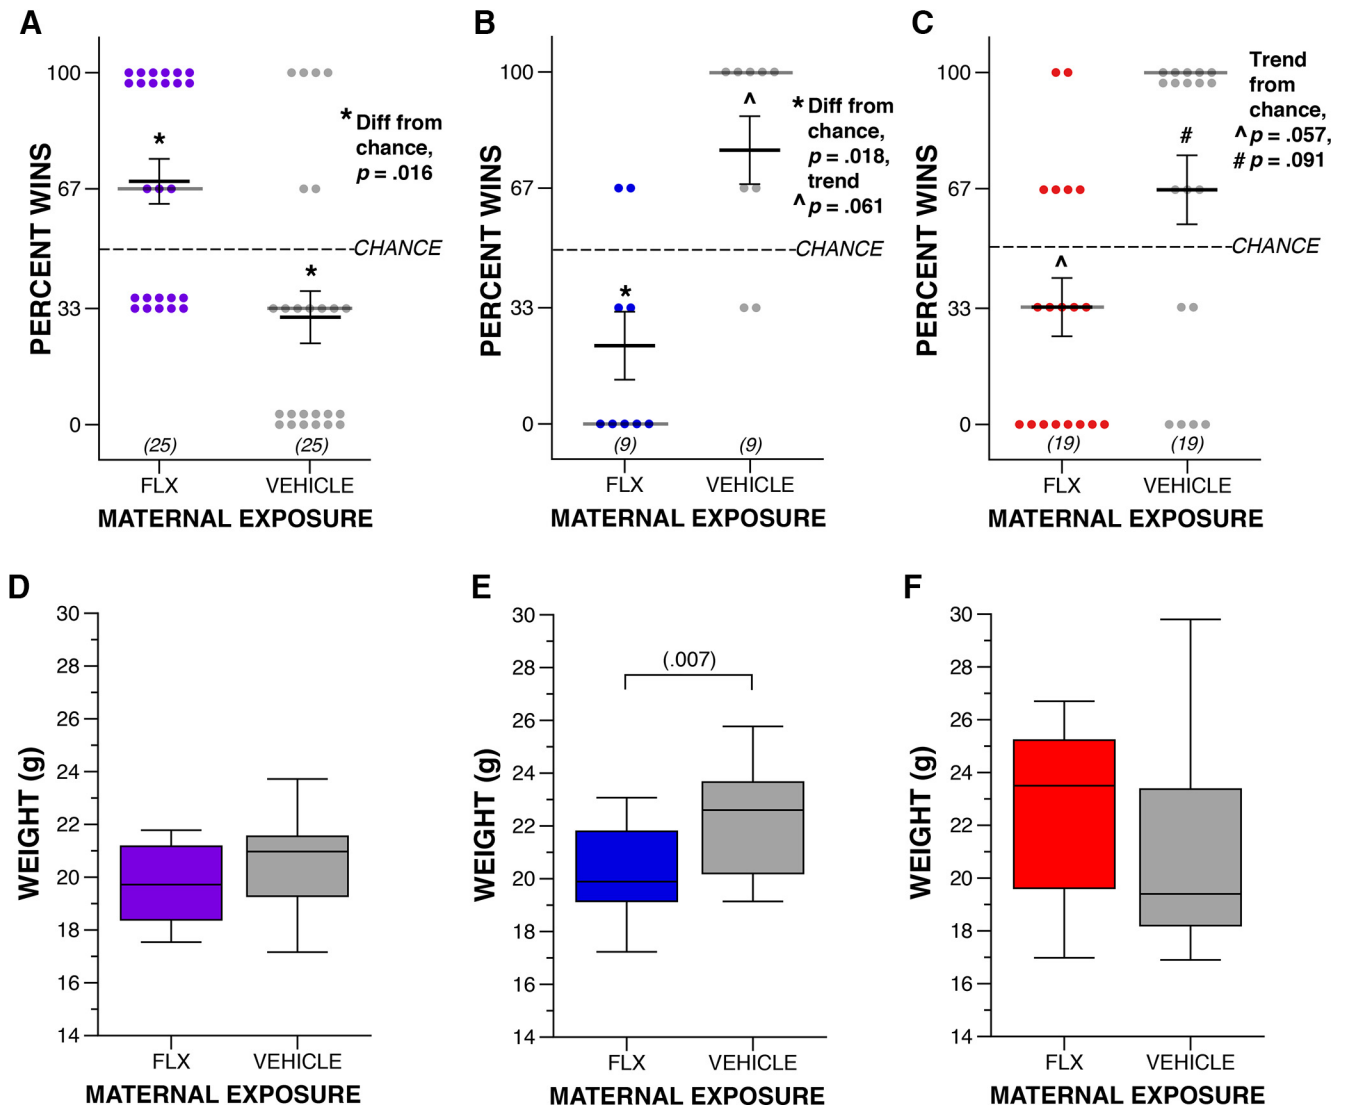 A
PERCENT WINS
100
67
33
0
*
*
* Diff from
chance,
p = .016
CHANCE
(25)
(25)
FLX
VEHICLE
MATERNAL EXPOSURE
B
PERCENT WINS
100
67
33
0
*
^
* Diff from
chance,
p = .018,
trend
^ p = .061
CHANCE
(9)
(9)
FLX
VEHICLE
MATERNAL EXPOSURE
C
PERCENT WINS
100
67
33
0
^
#
Trend
from
chance,
^ p = .057,
# p = .091
CHANCE
(19)
(19)
FLX
VEHICLE
MATERNAL EXPOSURE
D
WEIGHT (g)
30
28
26
24
22
20
18
16
14
FLX
VEHICLE
MATERNAL EXPOSURE
E
WEIGHT (g)
30
28
26
24
22
20
18
16
14
(.007)
FLX
VEHICLE
MATERNAL EXPOSURE
F
WEIGHT (g)
30
28
26
24
22
20
18
16
14
FLX
VEHICLE
MATERNAL EXPOSURE